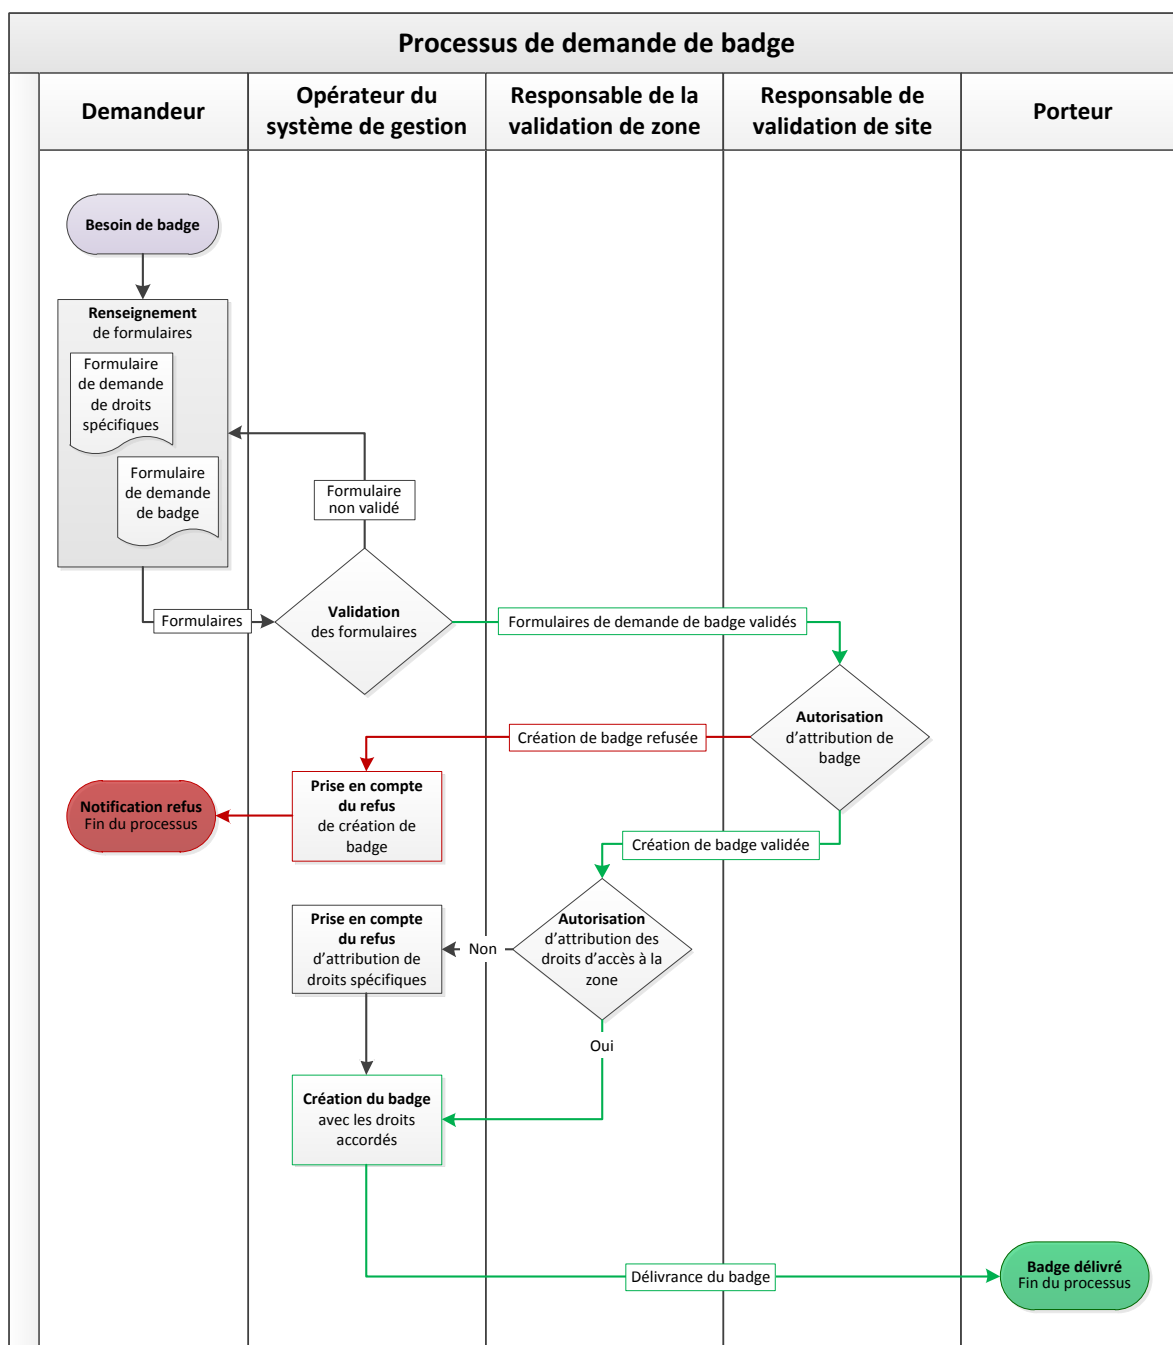 Processus de demande de badge
Demandeur
Opérateur du
système de gestion
Responsable de la
validation de zone
Responsable de
validation de site
Porteur
Besoin de badge
Renseignement
de formulaires
Formulaire
de demande
de droits
spécifiques
Formulaire
de demande
de badge
Formulaire
non validé
Formulaires
Validation
des formulaires
Formulaires de demande de badge validés
Autorisation
d'attribution de
badge
Création de badge refusée
Prise en compte
du refus
de création de
badge
Notification refus
Fin du processus
Création de badge validée
Autorisation
d'attribution des
droits d'accès à la
zone
Non
Prise en compte
du refus
d'attribution de
droits spécifiques
Oui
Création du badge
avec les droits
accordés
Délivrance du badge
Badge délivré
Fin du processus